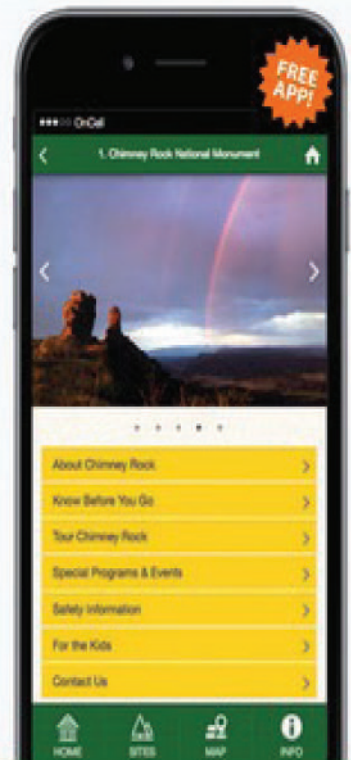 FREE
APP!
OnCall
1. Chimney Rock National Monument
About Chimney Rock
Know Before You Go
Tour Chimney Rock
Special Programs & Events
Safety Information
For the Kids
Contact Us
HOME SITES MAP INFO